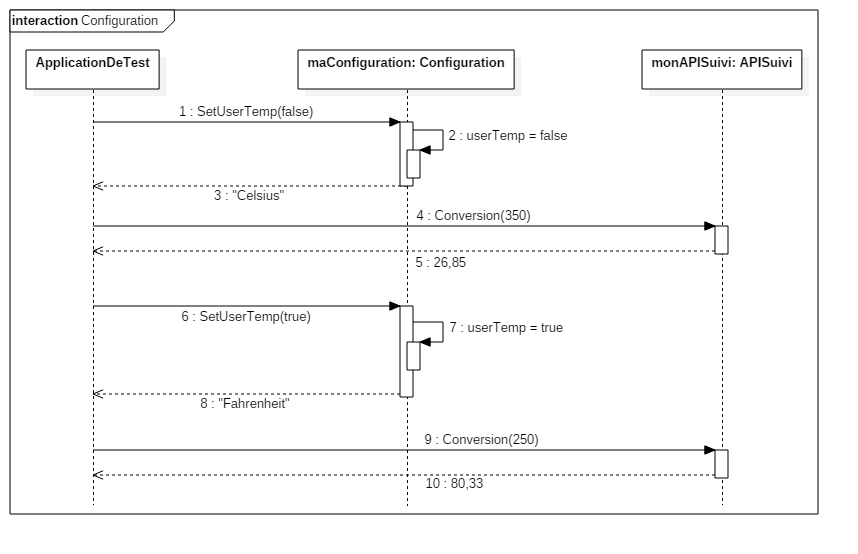 interaction Configuration
ApplicationDeTest
maConfiguration: Configuration
monAPISuivi: APISuivi
1 : SetUserTemp(false)
2 : userTemp = false
3 : "Celsius"
4 : Conversion(350)
5 : 26,85
6 : SetUserTemp(true)
7 : userTemp = true
8 : "Fahrenheit"
9 : Conversion(250)
10 : 80,33